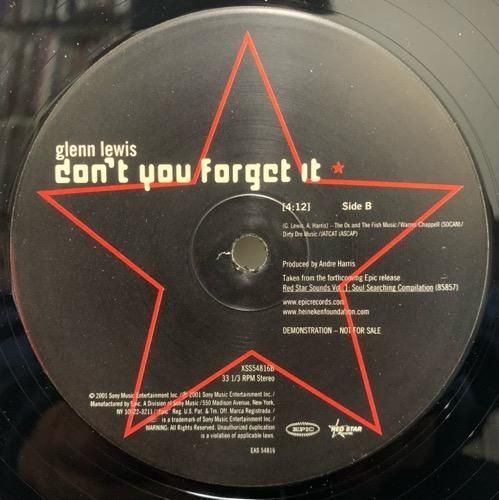 glenn lewis
don't you forget it
[4:12] Side B
(G. Lewis, A. Harris) – The Ox and The Fish Music/Warner Chappell (SOCAN)/
Dirty Dre Music/JATCAT (ASCAP)
Produced by Andre Harris
Taken from the forthcoming Epic release
Red Star Sounds Vol. 1: Soul Searching Compilation (85857)
www.epicrecords.com
www.heinekenfoundation.com
DEMONSTRATION – NOT FOR SALE
XSS54816B
33 1/3 RPM Stereo
© 2001 Sony Music Entertainment Inc. / ℗ 2001 Sony Music Entertainment Inc./
Manufactured by Epic, A Division of Sony Music/550 Madison Avenue, New York,
NY 10022-3211/ "Epic" Reg. U.S. Pat. & Tm. Off. Marca Registrada./
is a trademark of Sony Music Entertainment Inc./
WARNING: All Rights Reserved. Unauthorized duplication
is a violation of applicable laws.
EPIC
RED STAR
EAS 54816